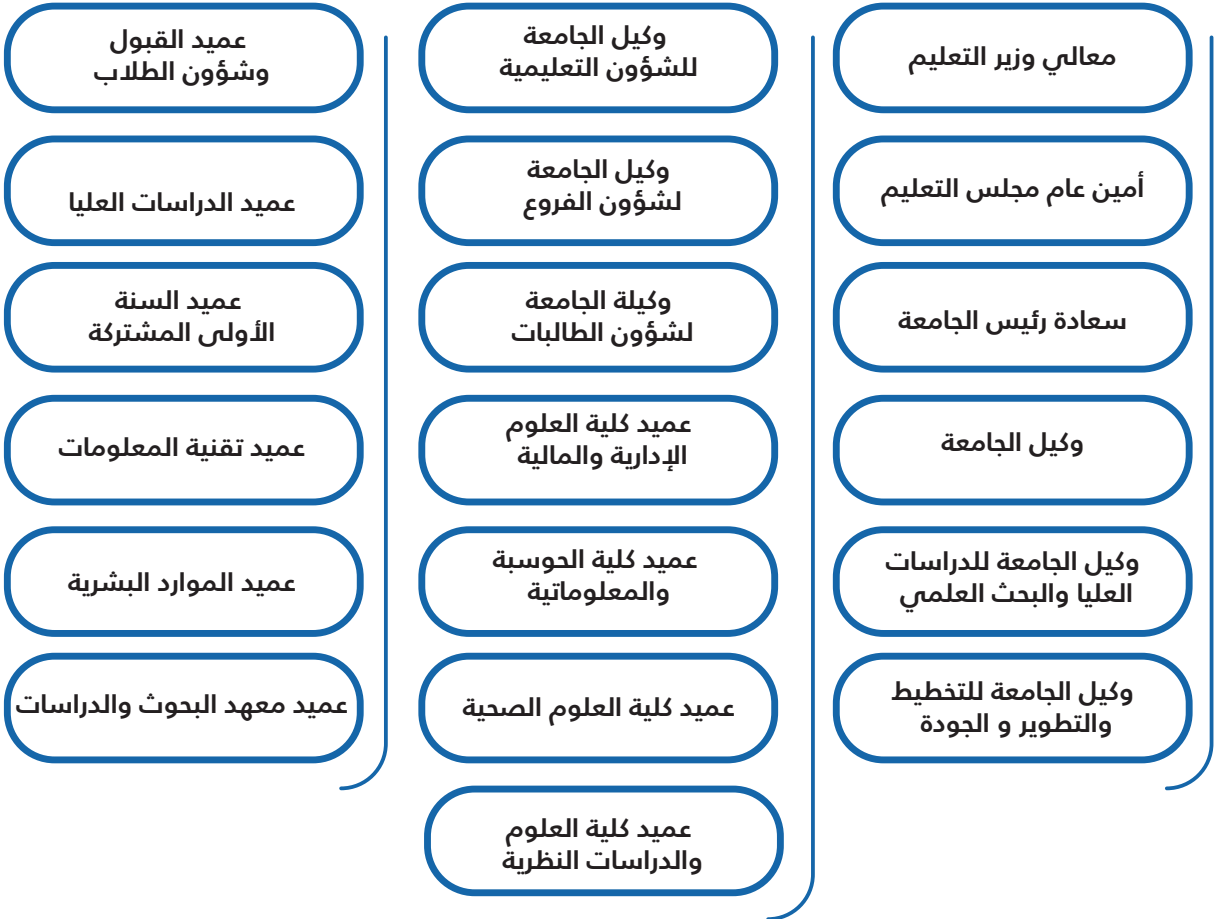 معالي وزير التعليم
أمين عام مجلس التعليم
سعادة رئيس الجامعة
وكيل الجامعة
وكيل الجامعة للدراسات
العليا والبحث العلمي
وكيل الجامعة للتخطيط
والتطوير و الجودة
وكيل الجامعة
للشؤون التعليمية
وكيل الجامعة
لشؤون الفروع
وكيلة الجامعة
لشؤون الطالبات
عميد كلية العلوم
الإدارية والمالية
عميد كلية الحوسبة
والمعلوماتية
عميد كلية العلوم الصحية
عميد كلية العلوم
والدراسات النظرية
عميد القبول
وشؤون الطلاب
عميد الدراسات العليا
عميد السنة
الأولى المشتركة
عميد تقنية المعلومات
عميد الموارد البشرية
عميد معهد البحوث والدراسات